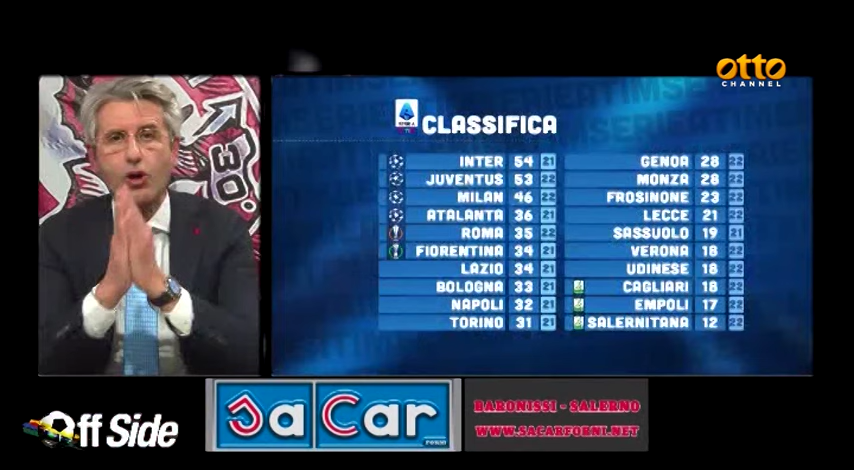 otto
CHANNEL
CLASSIFICA
INTER 54 21
JUVENTUS 53 22
MILAN 46 22
ATALANTA 36 21
ROMA 35 22
FIORENTINA 34 21
LAZIO 34 21
BOLOGNA 33 21
NAPOLI 32 21
TORINO 31 21
GENOA 28 22
MONZA 28 22
FROSINONE 23 22
LECCE 21 22
SASSUOLO 19 21
VERONA 18 22
UDINESE 18 22
CAGLIARI 18 22
EMPOLI 17 22
SALERNITANA 12 22
30°
Off Side
SaCar
FORNI
BARONISSI - SALERNO
WWW.SACARFORNI.NET